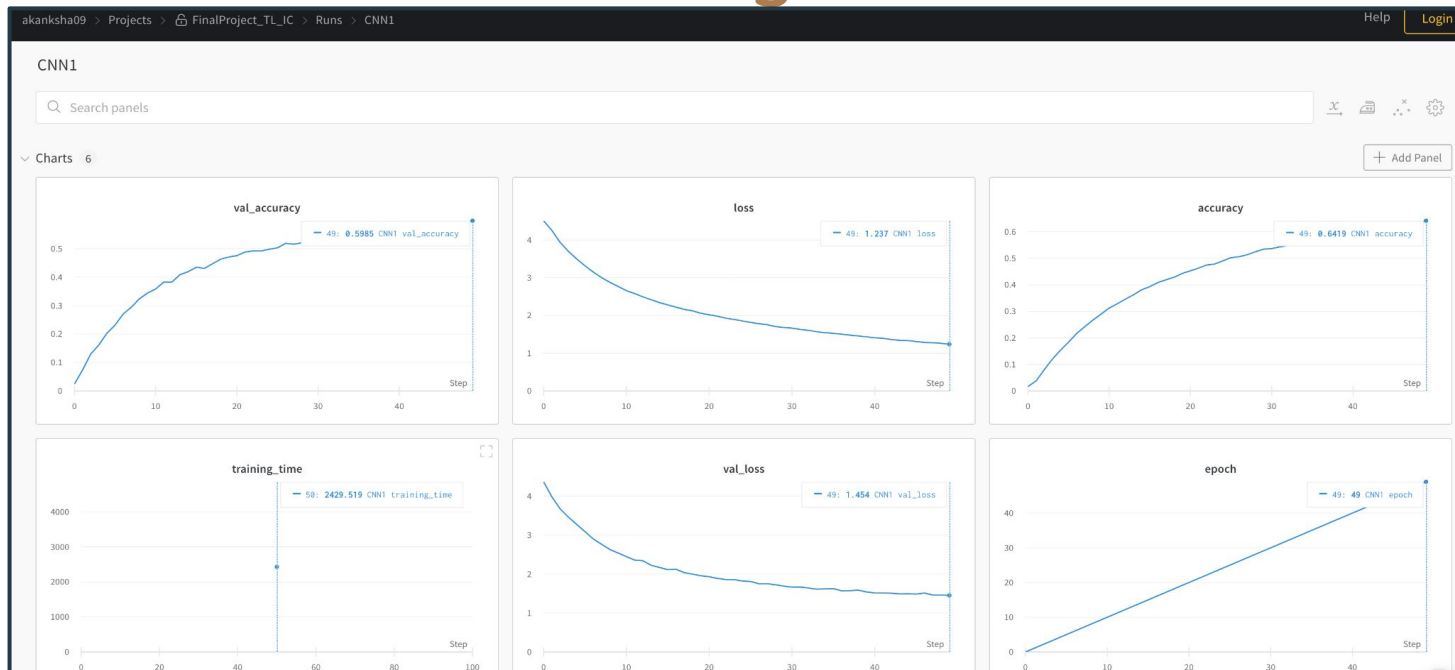 akanksha09 > Projects > FinalProject_TL_IC > Runs > CNN1
Help
Login
CNN1
Search panels
Charts 6
+ Add Panel
val_accuracy
49: 0.5985 CNN1 val_accuracy
0.5
0.4
0.3
0.2
0.1
0
Step
0 10 20 30 40
loss
49: 1.237 CNN1 loss
4
3
2
1
0
Step
0 10 20 30 40
accuracy
49: 0.6419 CNN1 accuracy
0.6
0.5
0.4
0.3
0.2
0.1
0
Step
0 10 20 30 40
training_time
50: 2429.519 CNN1 training_time
4000
3000
2000
1000
0
Step
0 20 40 60 80 100
val_loss
49: 1.454 CNN1 val_loss
4
3
2
1
0
Step
0 10 20 30 40
epoch
49: 49 CNN1 epoch
40
30
20
10
0
Step
0 10 20 30 40